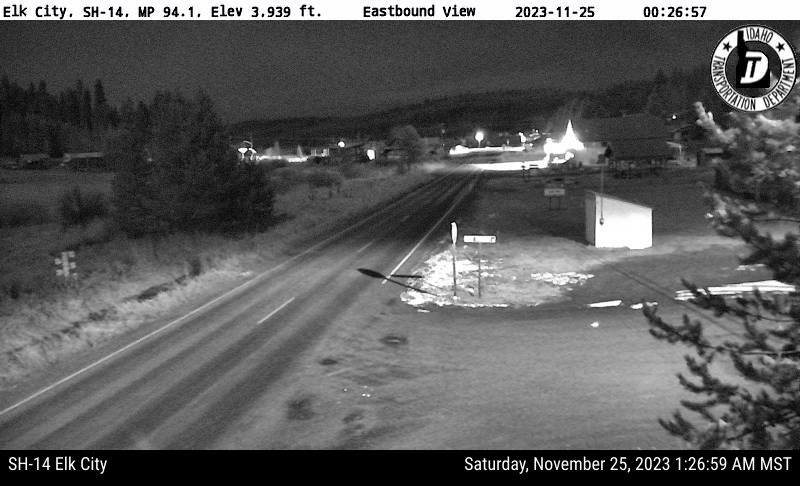 Elk City, SH-14, MP 94.1, Elev 3,939 ft. Eastbound View 2023-11-25 00:26:57
IDAHO
TRANSPORTATION DEPARTMENT
SH-14 Elk City Saturday, November 25, 2023 1:26:59 AM MST